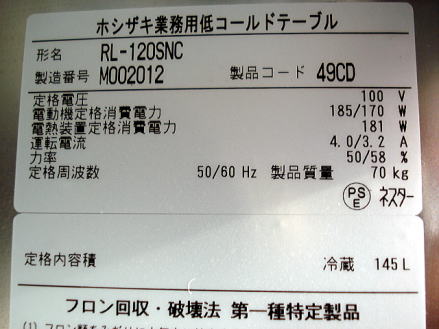 ホシザキ業務用低コールドテーブル
形名 RL-120SNC
製造番号 M002012 製品コード 49CD
定格電圧 100 V
電動機定格消費電力 185/170 W
電熱装置定格消費電力 181 W
運転電流 4.0/3.2 A
力率 50/58 %
定格周波数 50/60 Hz 製品質量 70 kg
PSE ネスター
定格内容積 冷蔵 145 L
フロン回収・破壊法 第一種特定製品